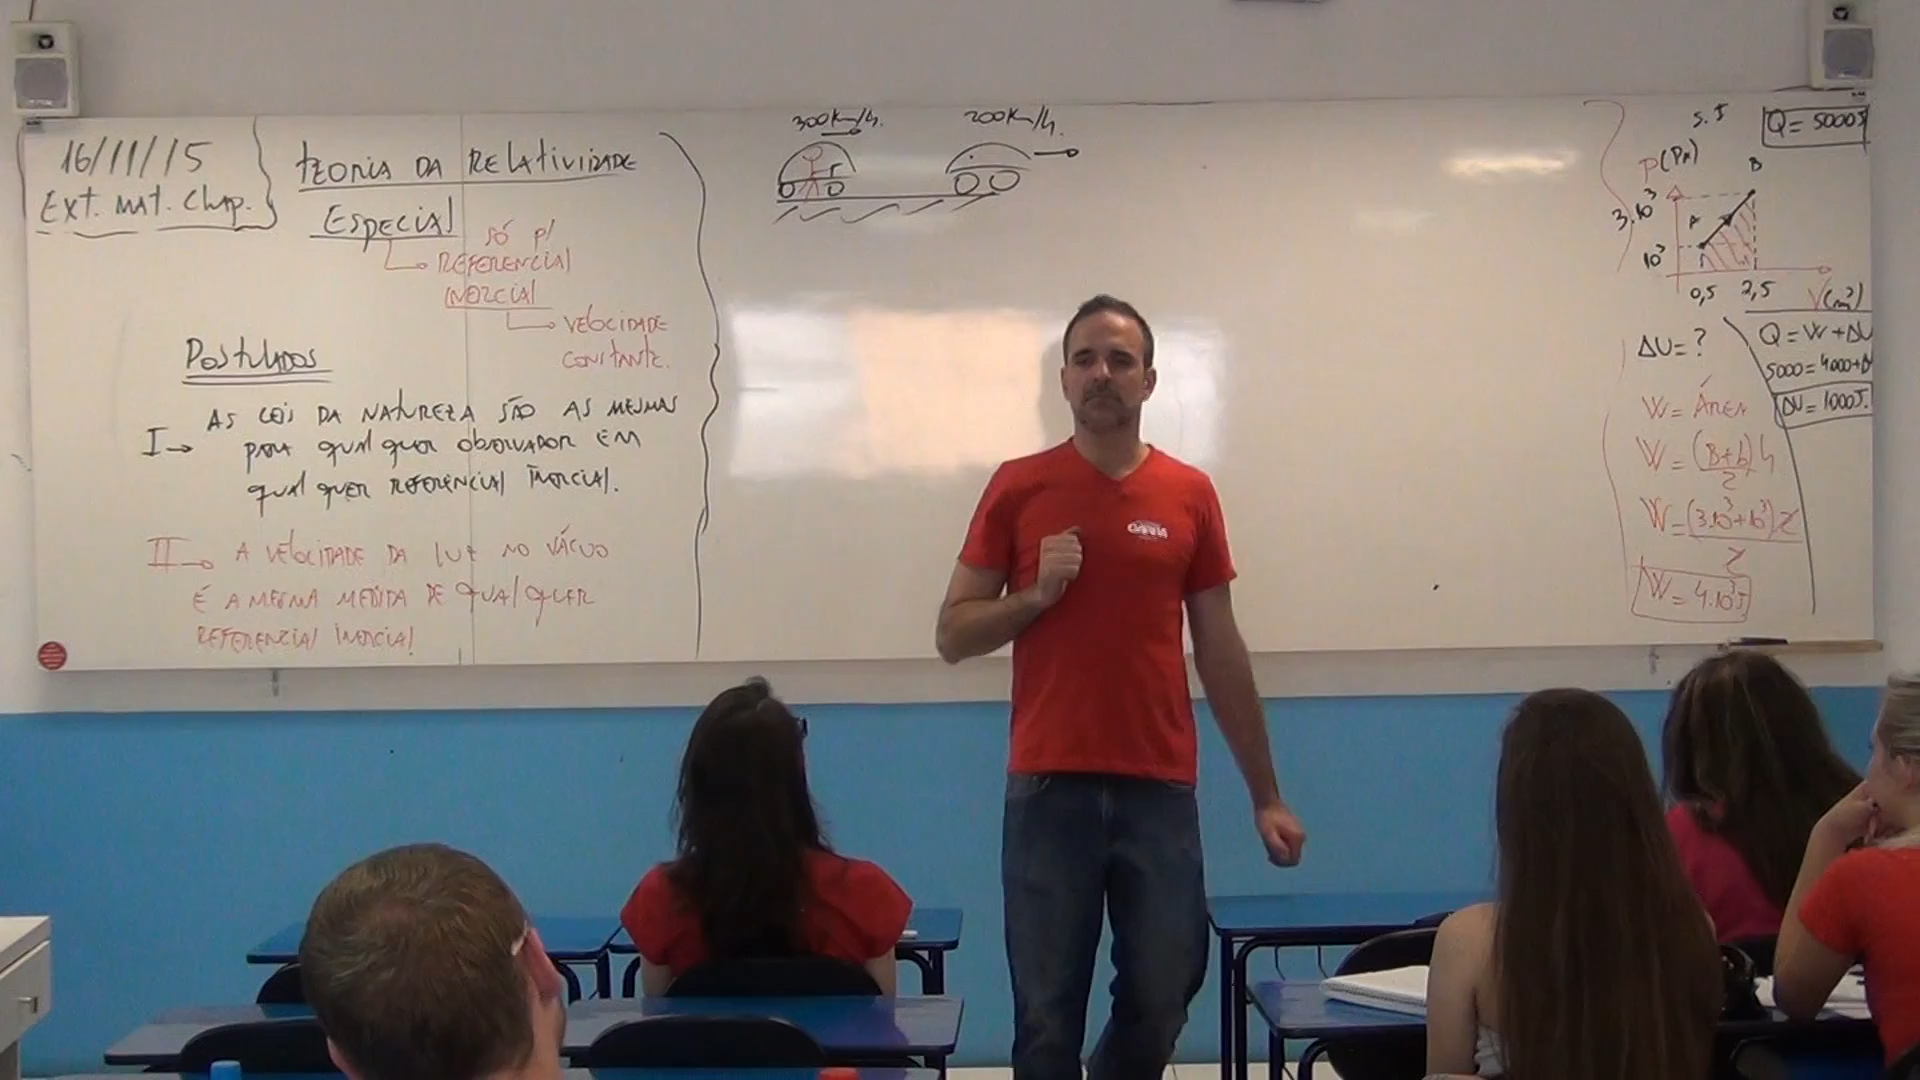 16/11/15
Ext. mat. Chap.
TEORIA DA RELATIVIDADE
ESPECIAL
SÓ p/
REFERENCIAL
INERCIAL
VELOCIDADE
CONSTANTE.
POSTULADOS
I→ AS LEIS DA NATUREZA SÃO AS MESMAS
PARA QUALQUER OBSERVADOR EM
QUALQUER REFERENCIAL INERCIAL.
II→ A VELOCIDADE DA LUZ NO VÁCUO
É A MESMA MEDIDA DE QUALQUER
REFERENCIAL INERCIAL
300Km/h.
200Km/h.
Q = 5000J
P(Pa)
B
3.10³
A
10³
0,5 2,5 V(m³)
ΔU = ?
W = ÁREA
W = (B+b)h
2
W = (3.10³+10³).2
2
W = 4.10³J
Q = W + ΔU
5000 = 4000+Δ
ΔU = 1000J.